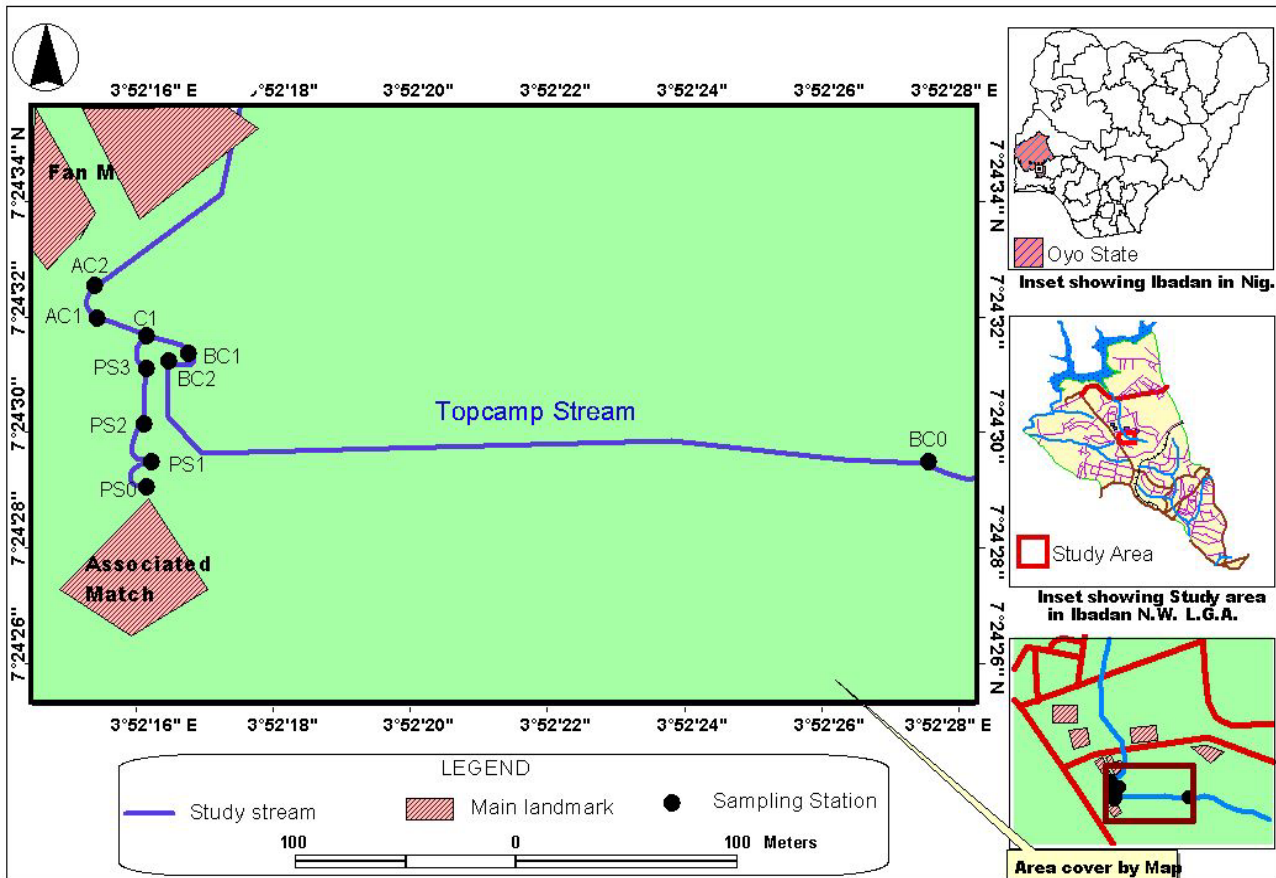 3°52'16" E
3°52'18" E
3°52'20" E
3°52'22" E
3°52'24" E
3°52'26" E
3°52'28" E
7°24'34" N
7°24'32"
7°24'30"
7°24'28"
7°24'26"
7°24'34" N
7°24'32"
7°24'30"
7°24'28"
7°24'26" N
Fan M
AC2
AC1
C1
BC1
PS3
BC2
Topcamp Stream
PS2
BC0
PS1
PS0
Associated
Match
3°52'16" E
3°52'18"
3°52'20"
3°52'22"
3°52'24"
3°52'26"
3°52'28" E
LEGEND
Study stream
Main landmark
Sampling Station
100
0
100 Meters
Oyo State
Inset showing Ibadan in Nig.
Study Area
Inset showing Study area
in Ibadan N.W. L.G.A.
Area cover by Map